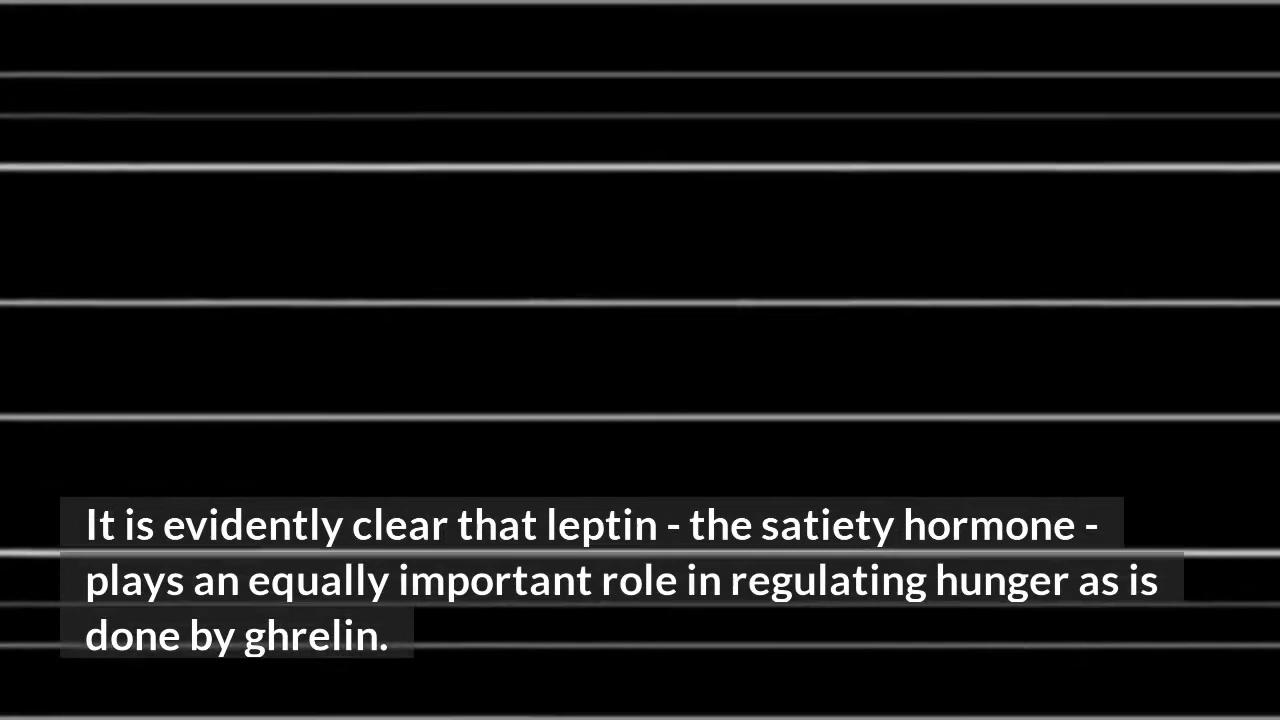 It is evidently clear that leptin - the satiety hormone -
plays an equally important role in regulating hunger as is
done by ghrelin.